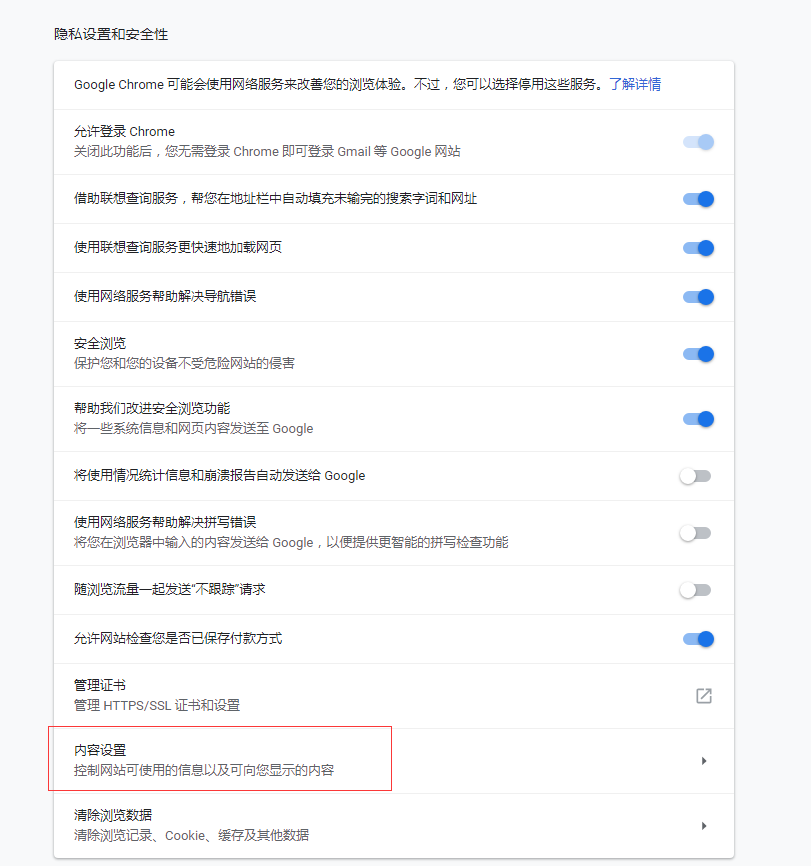 隐私设置和安全性
Google Chrome 可能会使用网络服务来改善您的浏览体验。不过，您可以选择停用这些服务。了解详情
允许登录 Chrome
关闭此功能后，您无需登录 Chrome 即可登录 Gmail 等 Google 网站
借助联想查询服务，帮您在地址栏中自动填充未输完的搜索字词和网址
使用联想查询服务更快速地加载网页
使用网络服务帮助解决导航错误
安全浏览
保护您和您的设备不受危险网站的侵害
帮助我们改进安全浏览功能
将一些系统信息和网页内容发送至 Google
将使用情况统计信息和崩溃报告自动发送给 Google
使用网络服务帮助解决拼写错误
将您在浏览器中输入的内容发送给 Google，以便提供更智能的拼写检查功能
随浏览流量一起发送“不跟踪”请求
允许网站检查您是否已保存付款方式
管理证书
管理 HTTPS/SSL 证书和设置
内容设置
控制网站可使用的信息以及可向您显示的内容
清除浏览数据
清除浏览记录、Cookie、缓存及其他数据